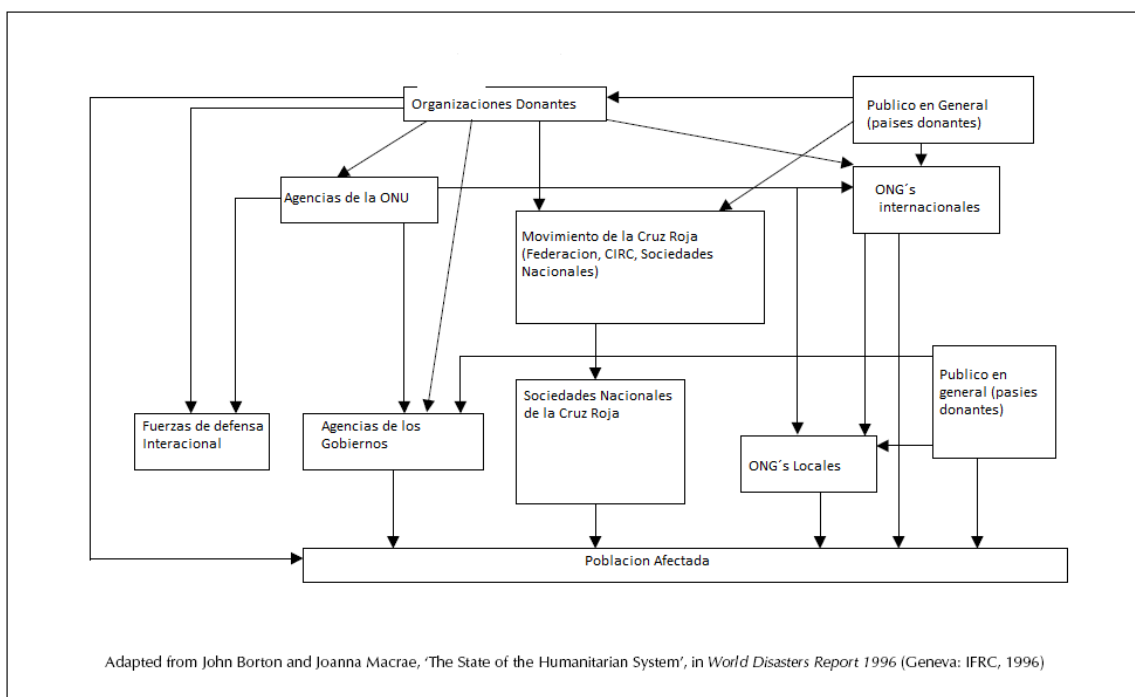 Organizaciones Donantes
Publico en General
(paises donantes)
Agencias de la ONU
ONG´s
internacionales
Movimiento de la Cruz Roja
(Federacion, CIRC, Sociedades
Nacionales)
Publico en
general (pasies
donantes)
Sociedades Nacionales
de la Cruz Roja
Fuerzas de defensa
Interacional
Agencias de los
Gobiernos
ONG´s Locales
Poblacion Afectada
Adapted from John Borton and Joanna Macrae, ‘The State of the Humanitarian System’, in World Disasters Report 1996 (Geneva: IFRC, 1996)